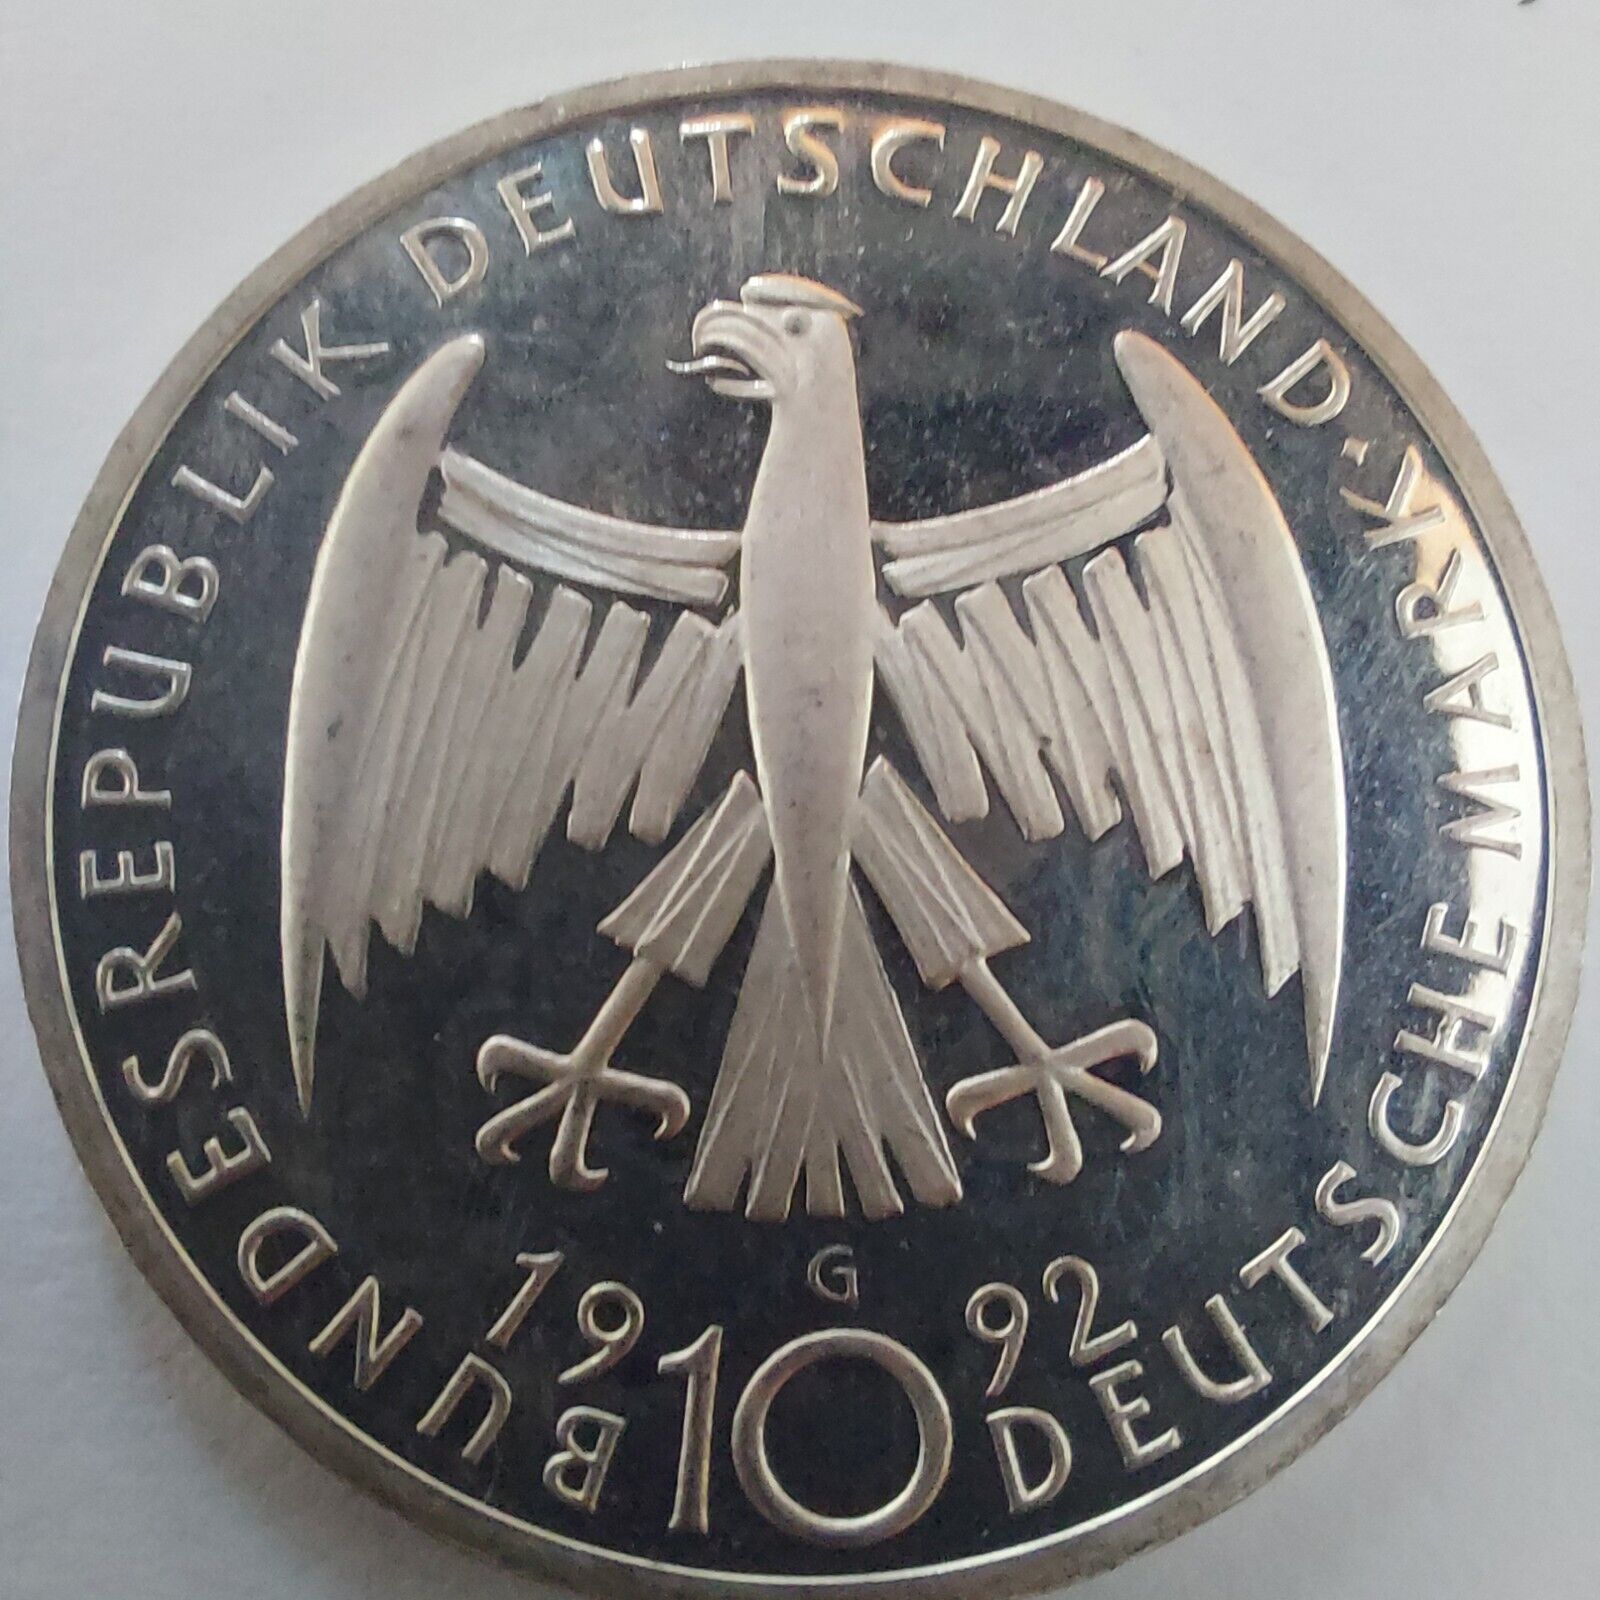 BUNDESREPUBLIK DEUTSCHLAND · 10 DEUTSCHE MARK
G
1992